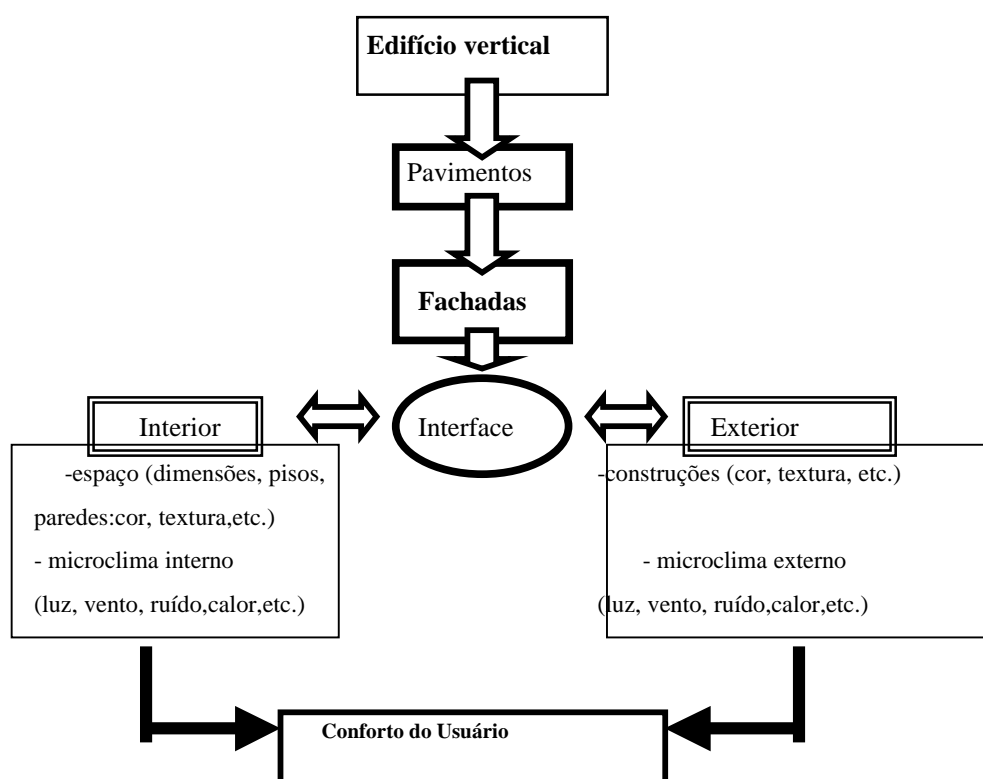 Edifício vertical
Pavimentos
Fachadas
Interface
Interior
-espaço (dimensões, pisos,
paredes:cor, textura,etc.)
- microclima interno
(luz, vento, ruído,calor,etc.)
Exterior
-construções (cor, textura, etc.)
- microclima externo
(luz, vento, ruído,calor,etc.)
Conforto do Usuário